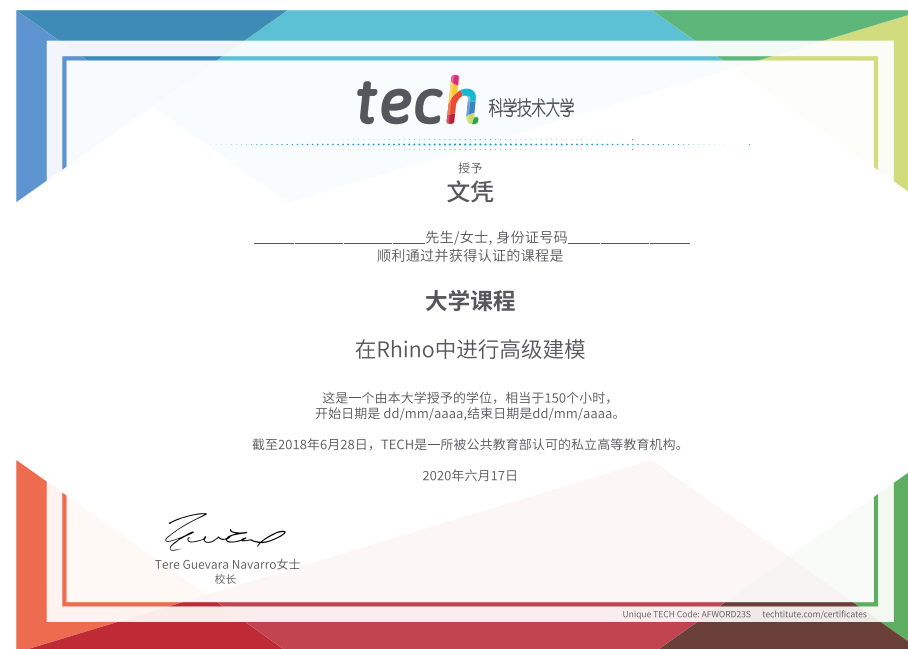 tech 科学技术大学
授予
文凭
先生/女士, 身份证号码
顺利通过并获得认证的课程是
大学课程
在Rhino中进行高级建模
这是一个由本大学授予的学位，相当于150个小时，
开始日期是 dd/mm/aaaa,结束日期是dd/mm/aaaa。
截至2018年6月28日，TECH是一所被公共教育部认可的私立高等教育机构。
2020年六月17日
Tere Guevara Navarro女士
校长
Unique TECH Code: AFWORD23S techtitute.com/certificates